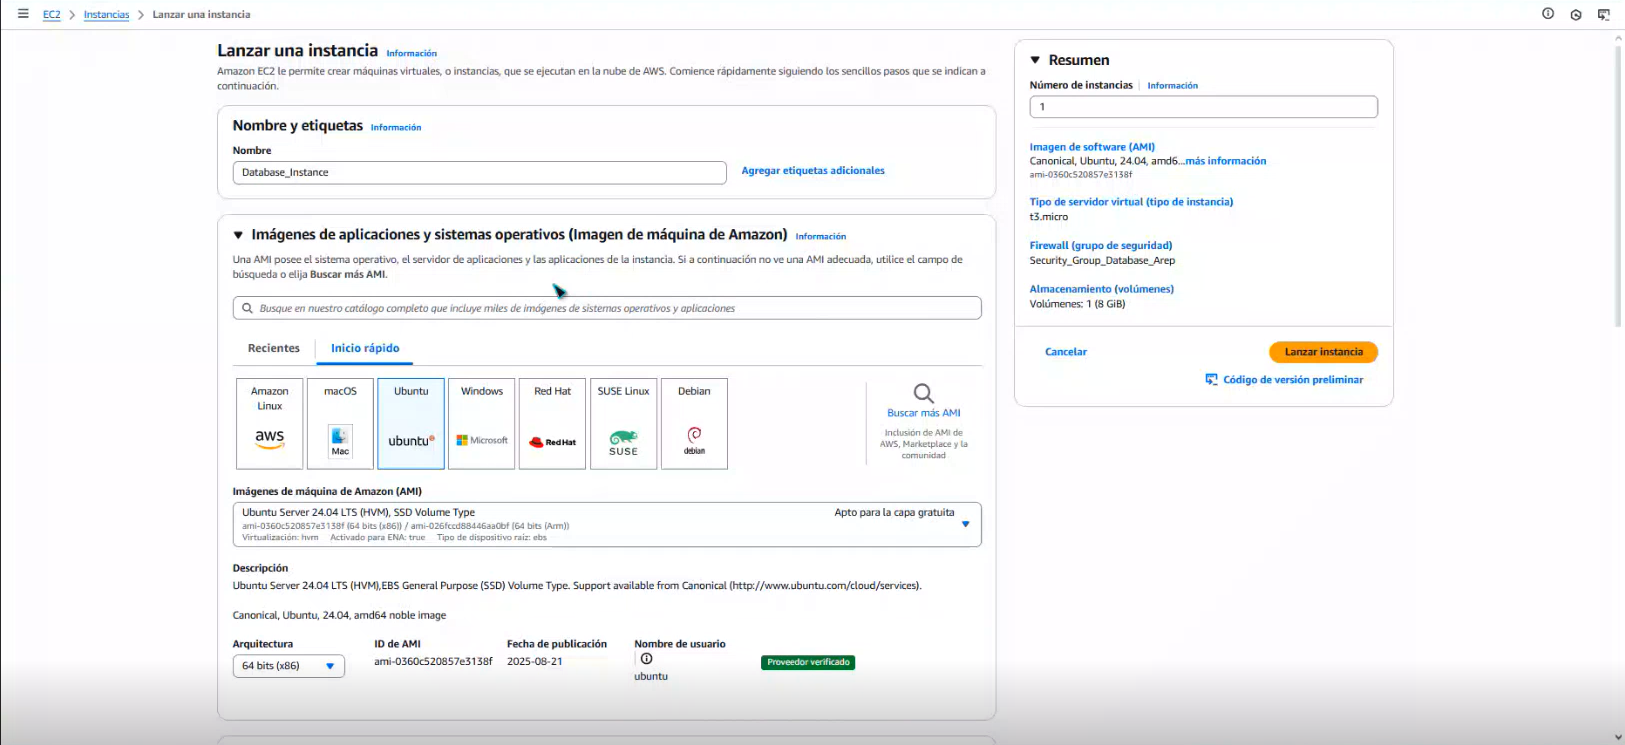 EC2 > Instancias > Lanzar una instancia
Lanzar una instancia Información
Amazon EC2 le permite crear máquinas virtuales, o instancias, que se ejecutan en la nube de AWS. Comience rápidamente siguiendo los sencillos pasos que se indican a
continuación.
Nombre y etiquetas Información
Nombre
Database_Instance
Agregar etiquetas adicionales
Imágenes de aplicaciones y sistemas operativos (Imagen de máquina de Amazon) Información
Una AMI posee el sistema operativo, el servidor de aplicaciones y las aplicaciones de la instancia. Si a continuación no ve una AMI adecuada, utilice el campo de
búsqueda o elija Buscar más AMI.
Busque en nuestro catálogo completo que incluye miles de imágenes de sistemas operativos y aplicaciones
Recientes
Inicio rápido
Amazon
Linux
aws
macOS
Mac
Ubuntu
ubuntu
Windows
Microsoft
Red Hat
Red Hat
SUSE Linux
SUSE
Debian
debian
Buscar más AMI
Inclusión de AMI de
AWS, Marketplace y la
comunidad
Imágenes de máquina de Amazon (AMI)
Ubuntu Server 24.04 LTS (HVM), SSD Volume Type
Apto para la capa gratuita
ami-0360c520857e3138f (64 bits (x86)) / ami-026fccd88446aa0bf (64 bits (Arm))
Virtualización: hvm Activado para ENA: true Tipo de dispositivo raíz: ebs
Descripción
Ubuntu Server 24.04 LTS (HVM),EBS General Purpose (SSD) Volume Type. Support available from Canonical (http://www.ubuntu.com/cloud/services).
Canonical, Ubuntu, 24.04, amd64 noble image
Arquitectura
64 bits (x86)
ID de AMI
ami-0360c520857e3138f
Fecha de publicación
2025-08-21
Nombre de usuario
ubuntu
Proveedor verificado
Resumen
Número de instancias | Información
1
Imagen de software (AMI)
Canonical, Ubuntu, 24.04, amd6...más información
ami-0360c520857e3138f
Tipo de servidor virtual (tipo de instancia)
t3.micro
Firewall (grupo de seguridad)
Security_Group_Database_Arep
Almacenamiento (volúmenes)
Volúmenes: 1 (8 GiB)
Cancelar
Lanzar instancia
Código de versión preliminar